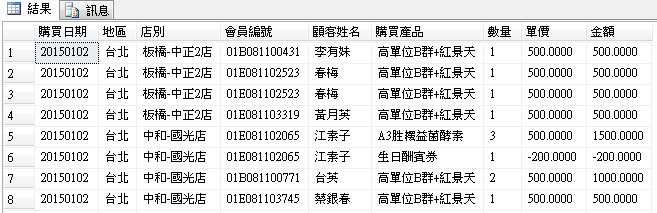 結果 訊息
購買日期 地區 店別 會員編號 顧客姓名 購買產品 數量 單價 金額
1 20150102 台北 板橋-中正2店 01B081100431 李有妹 高單位B群+紅景天 1 500.0000 500.0000
2 20150102 台北 板橋-中正2店 01E081102523 春梅 高單位B群+紅景天 1 500.0000 500.0000
3 20150102 台北 板橋-中正2店 01E081102523 春梅 高單位B群+紅景天 1 500.0000 500.0000
4 20150102 台北 板橋-中正2店 01E081103319 黃月英 高單位B群+紅景天 1 500.0000 500.0000
5 20150102 台北 中和-國光店 01E081102065 江素子 A3胜樱益菌酵素 3 500.0000 1500.0000
6 20150102 台北 中和-國光店 01E081102065 江素子 生日酬賓券 1 -200.0000 -200.0000
7 20150102 台北 中和-國光店 01B081100771 台英 高單位B群+紅景天 2 500.0000 1000.0000
8 20150102 台北 中和-國光店 01E081103745 禁銀春 高單位B群+紅景天 1 500.0000 500.0000